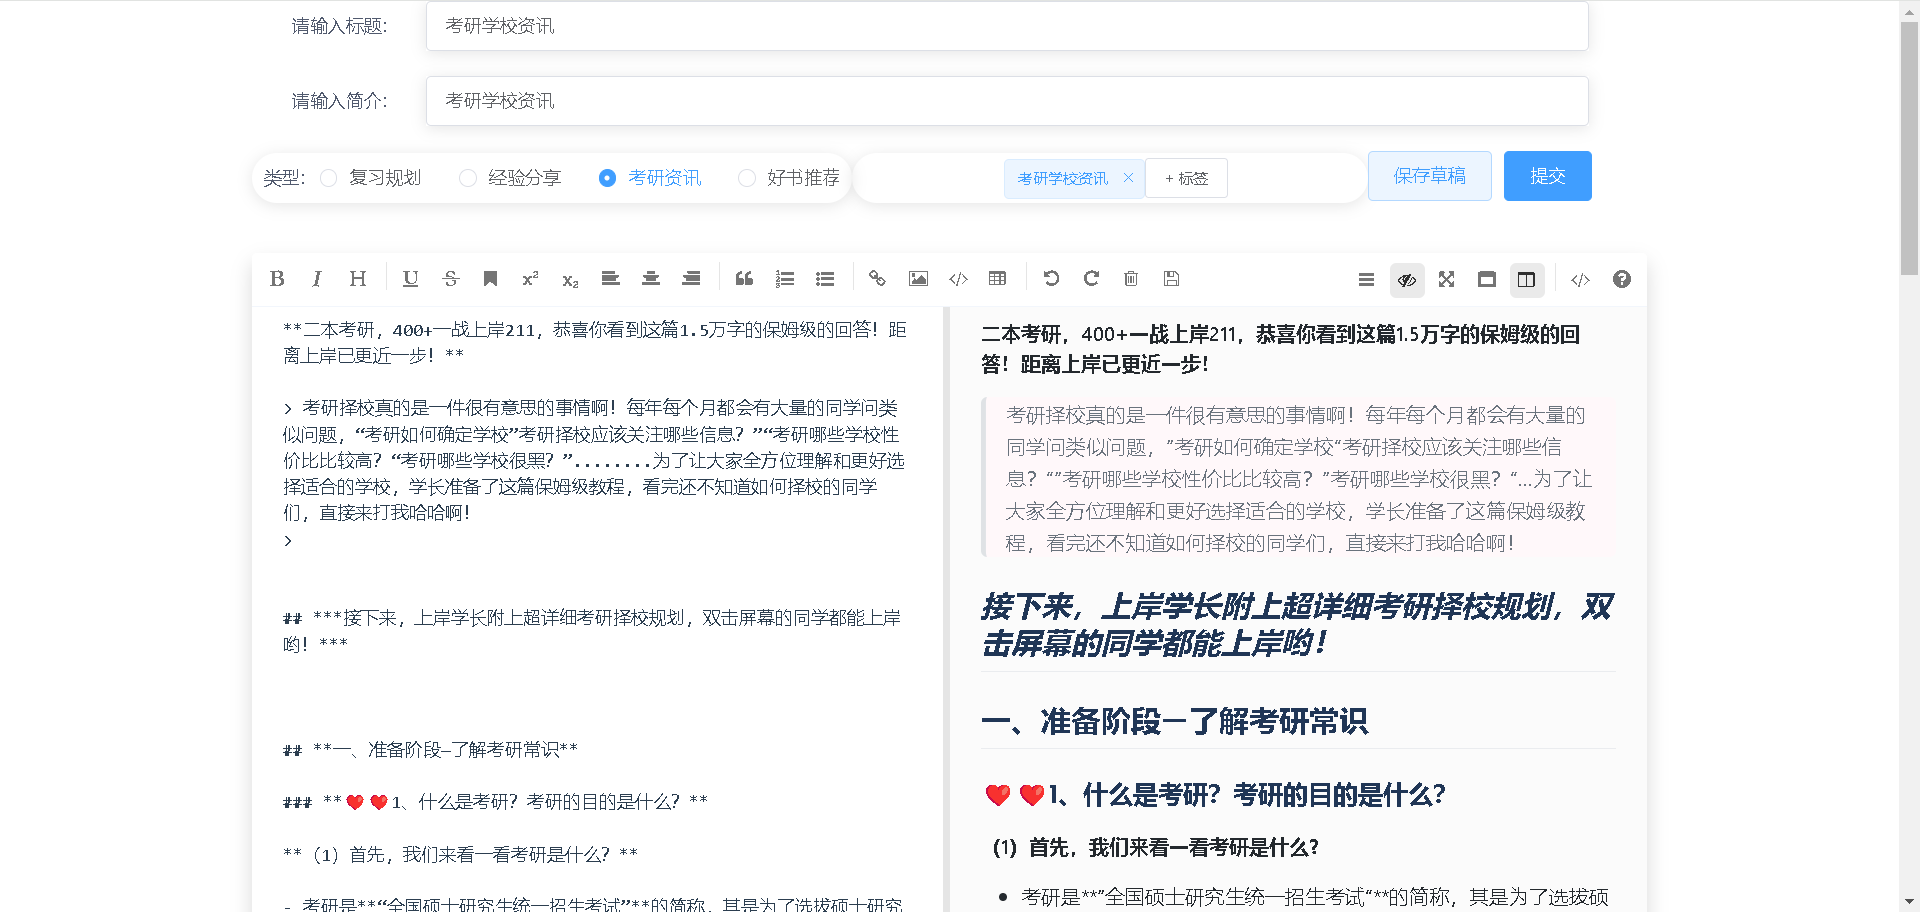 请输入标题：
考研学校资讯
请输入简介：
考研学校资讯
类型： 复习规划 经验分享 考研资讯 好书推荐 考研学校资讯 × + 标签 保存草稿 提交
**二本考研，400+一战上岸211，恭喜你看到这篇1.5万字的保姆级的回答！距
离上岸已更近一步！**
> 考研择校真的是一件很有意思的事情啊！每年每个月都会有大量的同学问类
似问题，“考研如何确定学校”考研择校应该关注哪些信息？”“考研哪些学校性
价比比较高？“考研哪些学校很黑？”........为了让大家全方位理解和更好选
择适合的学校，学长准备了这篇保姆级教程，看完还不知道如何择校的同学
们，直接来打我哈哈啊！
>
## ***接下来，上岸学长附上超详细考研择校规划，双击屏幕的同学都能上岸
哟！***
## **一、准备阶段—了解考研常识**
### **❤️❤️1、什么是考研？考研的目的是什么？**
**（1）首先，我们来看一看考研是什么？**
- 考研是**“全国硕士研究生统一招生考试”**的简称，其是为了选拔硕士研究
二本考研，400+一战上岸211，恭喜你看到这篇1.5万字的保姆级的回
答！距离上岸已更近一步！
考研择校真的是一件很有意思的事情啊！每年每个月都会有大量的
同学问类似问题，”考研如何确定学校“考研择校应该关注哪些信
息？“”考研哪些学校性价比比较高？”考研哪些学校很黑？“…为了让
大家全方位理解和更好选择适合的学校，学长准备了这篇保姆级教
程，看完还不知道如何择校的同学们，直接来打我哈哈啊！
接下来，上岸学长附上超详细考研择校规划，双
击屏幕的同学都能上岸哟！
一、准备阶段—了解考研常识
❤️❤️1、什么是考研？考研的目的是什么？
（1）首先，我们来看一看考研是什么？
• 考研是**”全国硕士研究生统一招生考试“**的简称，其是为了选拔硕